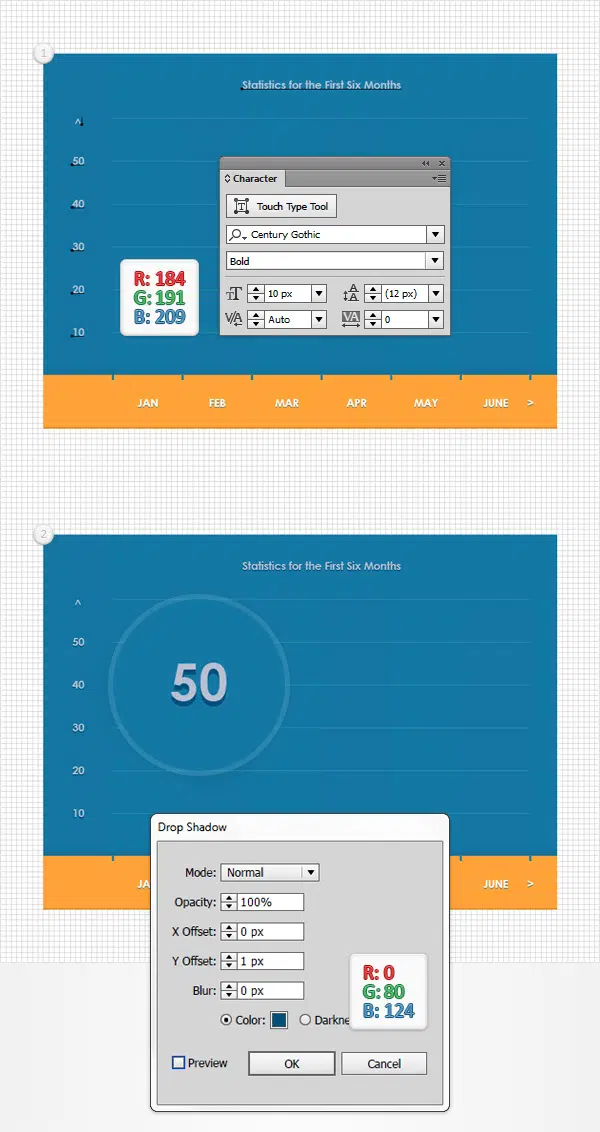 1
Statistics for the First Six Months
^
50
40
30
20
10
Character
Touch Type Tool
Century Gothic
Bold
10 px
(12 px)
Auto
0
R: 184
G: 191
B: 209
JAN FEB MAR APR MAY JUNE >
2
Statistics for the First Six Months
^
50
40
30
20
10
50
JA
JUNE >
Drop Shadow
Mode: Normal
Opacity: 100%
X Offset: 0 px
Y Offset: 1 px
Blur: 0 px
Color: Darkne
R: 0
G: 80
B: 124
Preview OK Cancel